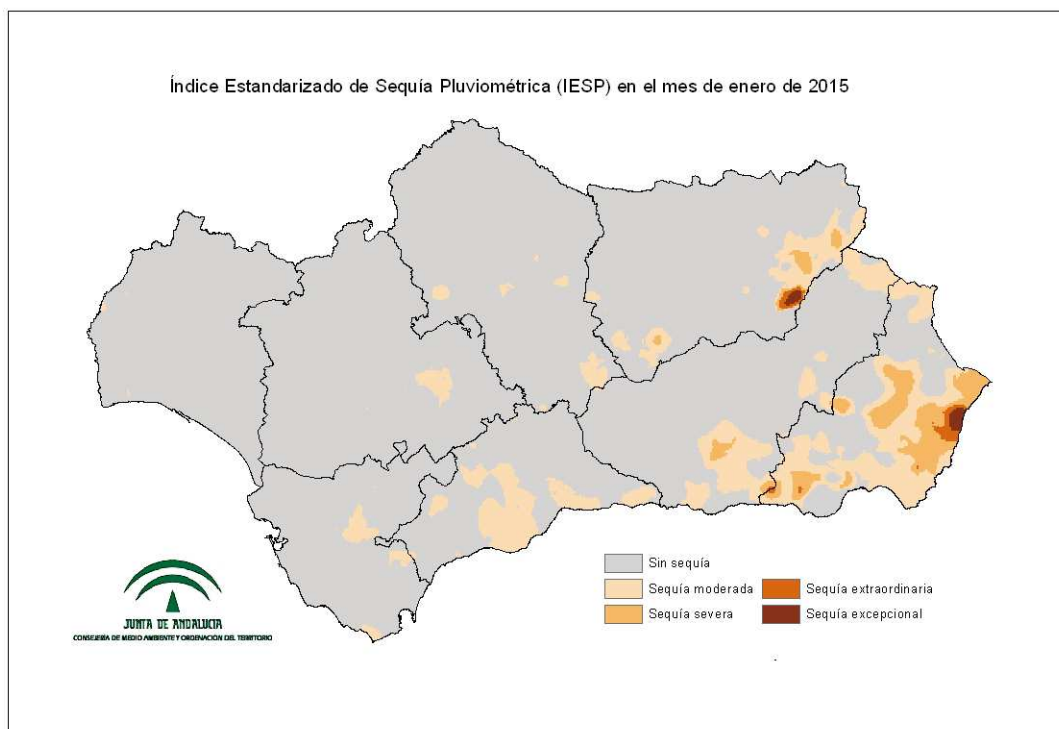 Índice Estandarizado de Sequía Pluviométrica (IESP) en el mes de enero de 2015
Sin sequía
Sequía moderada
Sequía extraordinaria
Sequía severa
Sequía excepcional
JUNTA DE ANDALUCIA
CONSEJERÍA DE MEDIO AMBIENTE Y ORDENACIÓN DEL TERRITORIO